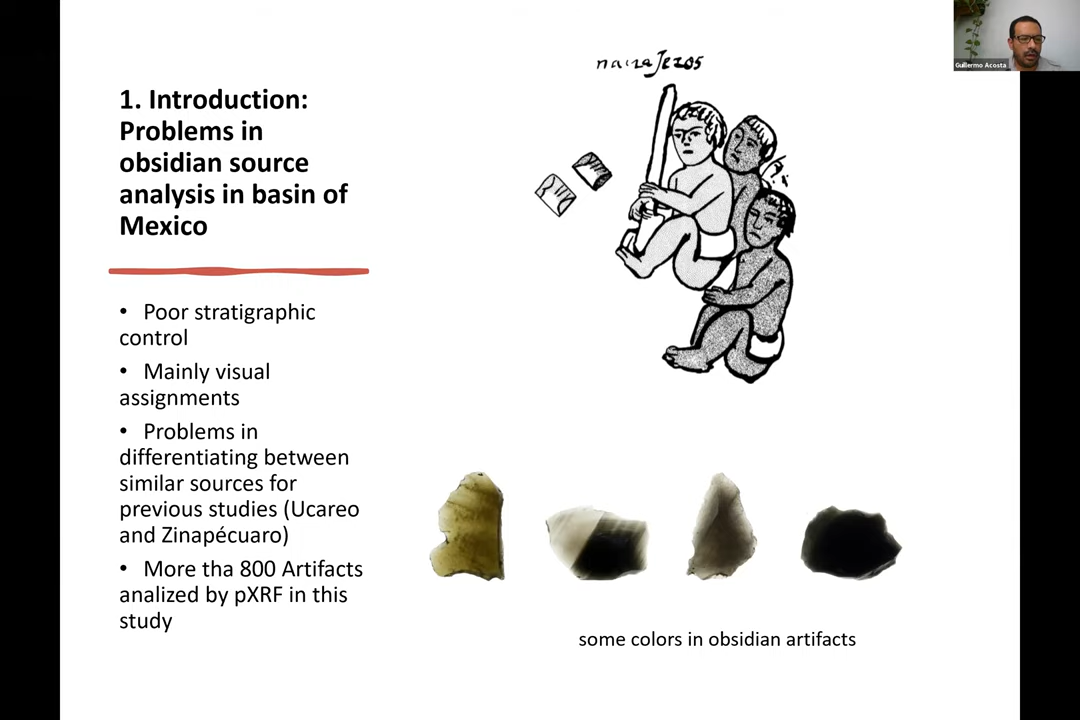 1. Introduction:
Problems in
obsidian source
analysis in basin of
Mexico
• Poor stratigraphic
control
• Mainly visual
assignments
• Problems in
differentiating between
similar sources for
previous studies (Ucareo
and Zinapécuaro)
• More tha 800 Artifacts
analized by pXRF in this
study
navaJeros
some colors in obsidian artifacts
Guillermo Acosta